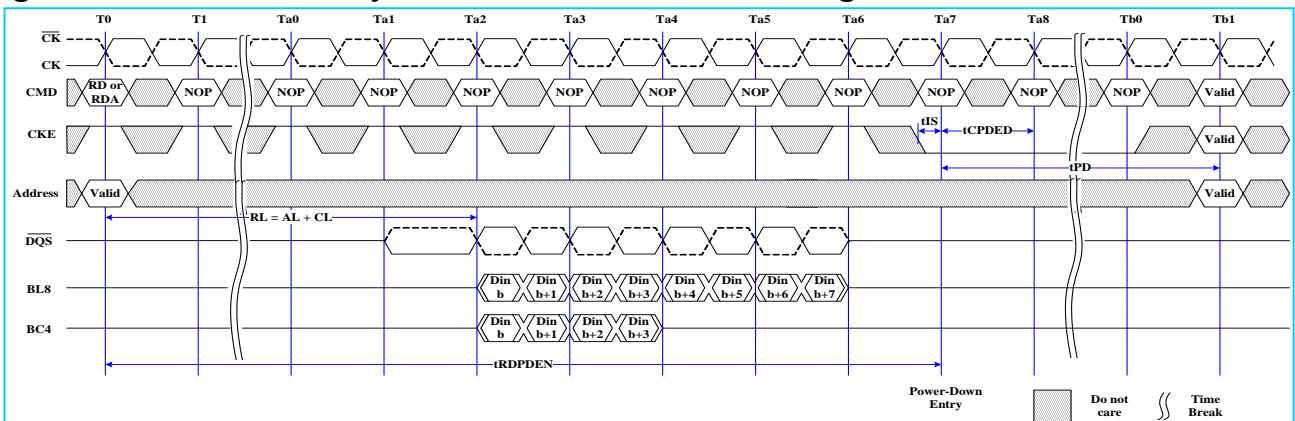 T0 T1 Ta0 Ta1 Ta2 Ta3 Ta4 Ta5 Ta6 Ta7 Ta8 Tb0 Tb1
CK
CK
CMD RD or RDA NOP NOP NOP NOP NOP NOP NOP NOP NOP NOP NOP Valid
tIS tCPDED
CKE Valid
tPD
Address Valid Valid
RL = AL + CL
DQS
BL8 Din b Din b+1 Din b+2 Din b+3 Din b+4 Din b+5 Din b+6 Din b+7
BC4 Din b Din b+1 Din b+2 Din b+3
tRDPDEN
Power-Down
Entry
Do not
care
Time
Break